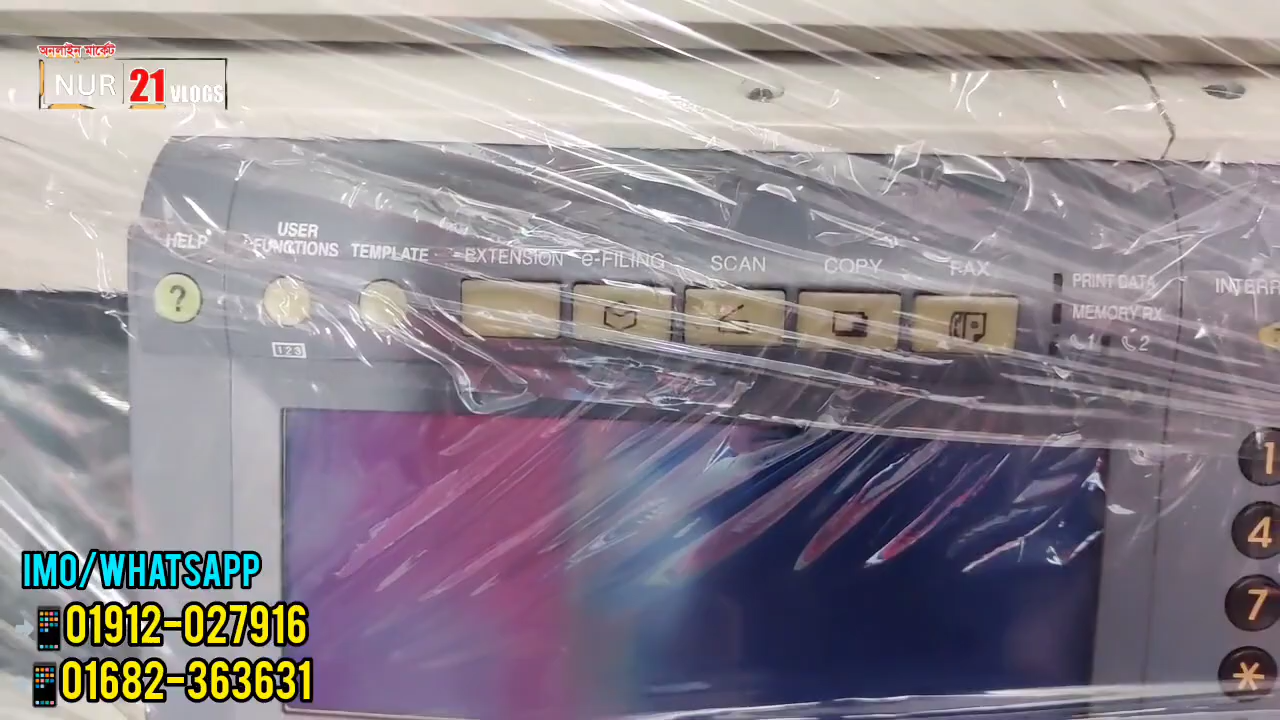 অনলাইন মার্কেট
NUR 21 VLOGS
HELP
USER
FUNCTIONS
TEMPLATE
EXTENSION
e-FILING
SCAN
COPY
FAX
PRINT DATA
MEMORY RX
1
2
?
123
1
4
7
*
IMO/WHATSAPP
01912-027916
01682-363631